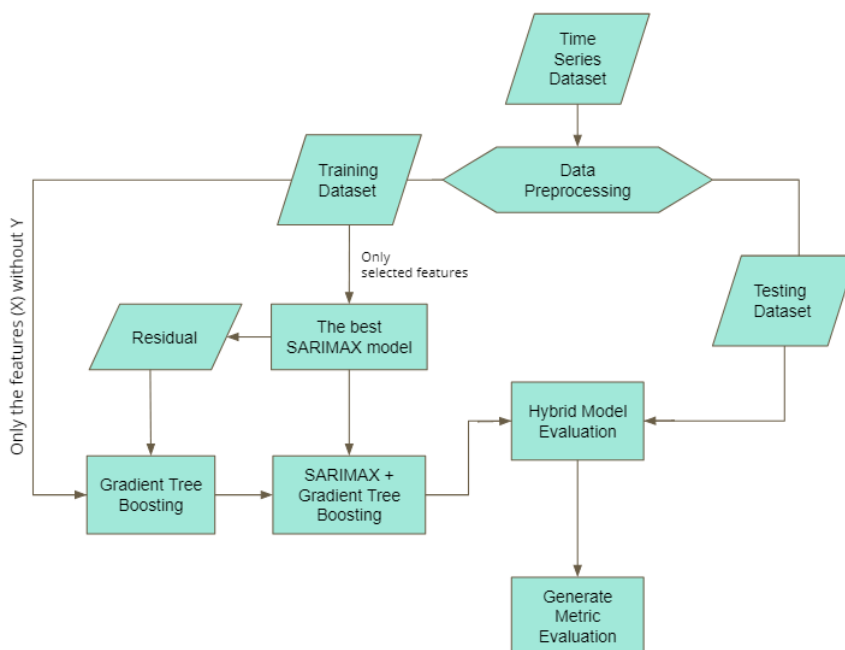 Time
Series
Dataset
Data
Preprocessing
Training
Dataset
Only the features (X) without Y
Only
selected features
Testing
Dataset
Residual
The best
SARIMAX model
Hybrid Model
Evaluation
Gradient Tree
Boosting
SARIMAX +
Gradient Tree
Boosting
Generate
Metric
Evaluation